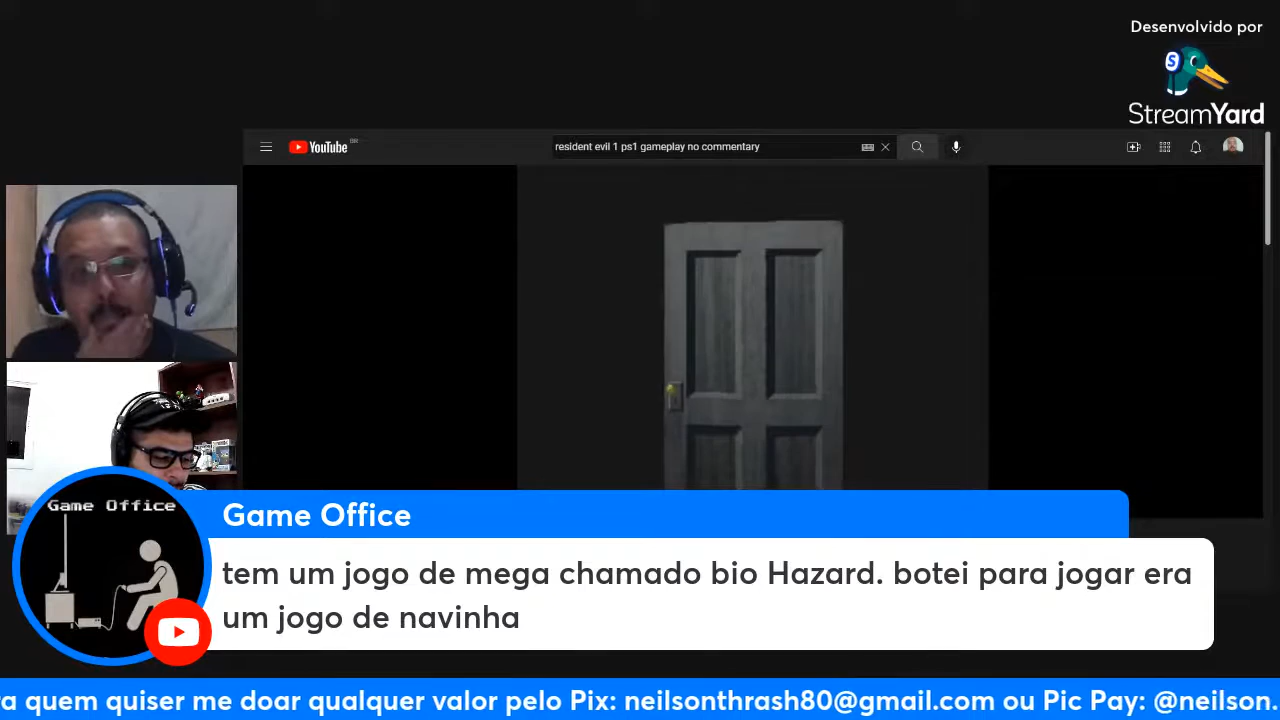 Desenvolvido por
StreamYard
YouTube BR
resident evil 1 ps1 gameplay no commentary
Game Office
Game Office
tem um jogo de mega chamado bio Hazard. botei para jogar era
um jogo de navinha
a quem quiser me doar qualquer valor pelo Pix: neilsonthrash80@gmail.com ou Pic Pay: @neilson.